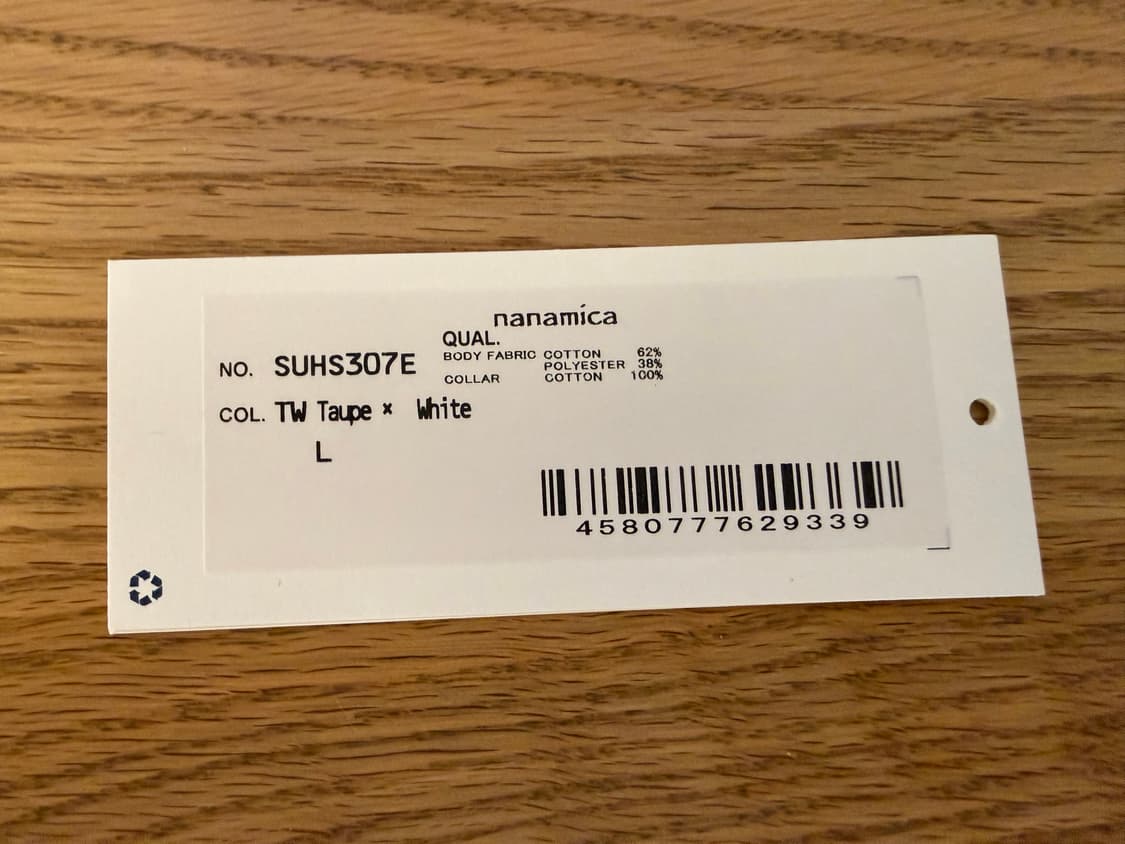 nanamica
QUAL.
NO. SUHS307E
BODY FABRIC COTTON 62%
POLYESTER 38%
COLLAR COTTON 100%
COL. TW Taupe × White
L
4580777629339